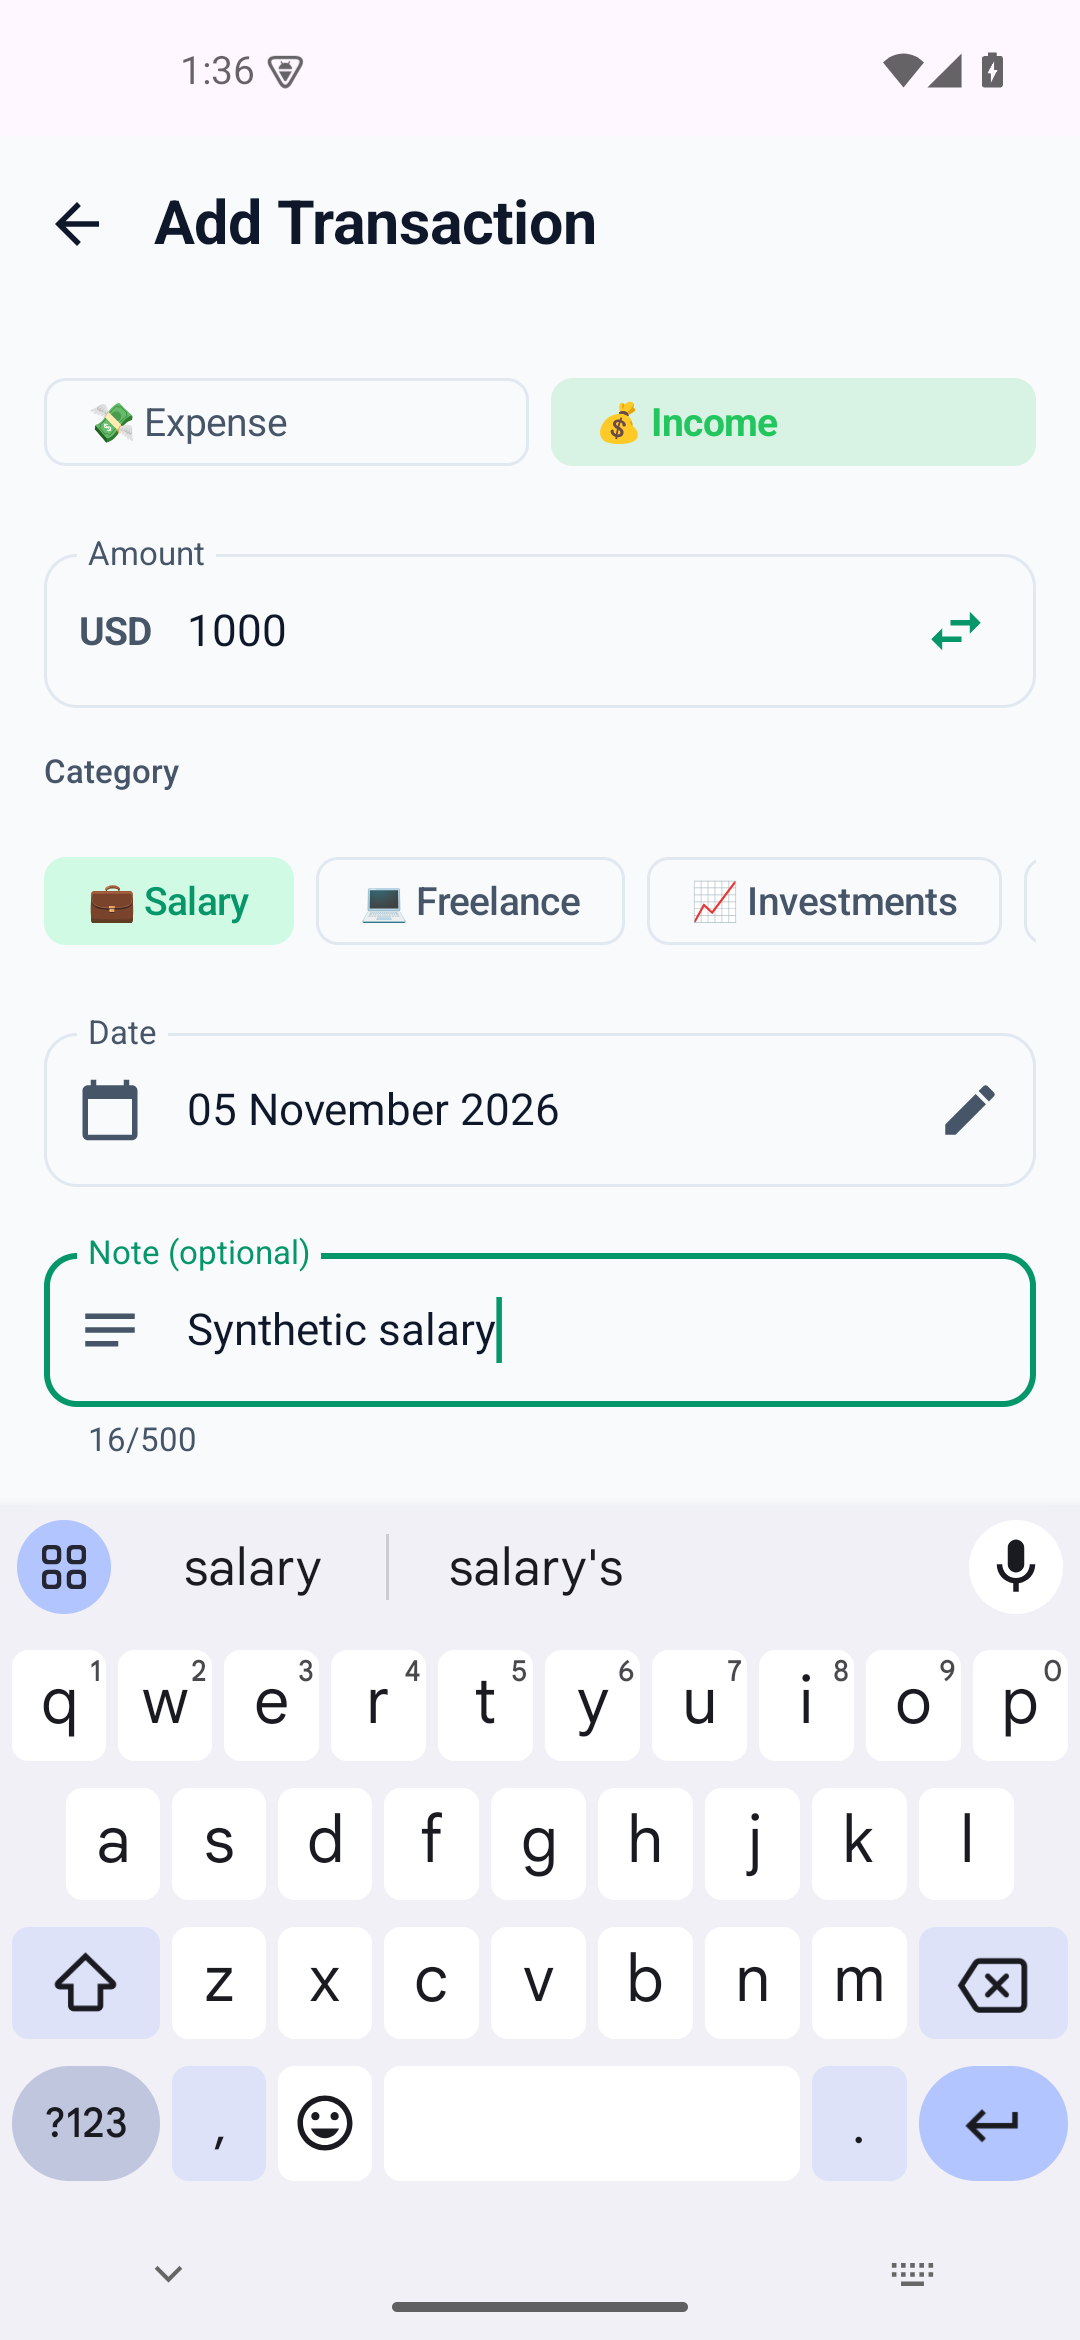 1:36
Add Transaction
Expense
Income
Amount
USD 1000
Category
Salary
Freelance
Investments
Date
05 November 2026
Note (optional)
Synthetic salary
16/500
salary
salary's
q 1 w 2 e 3 r 4 t 5 y 6 u 7 i 8 o 9 p 0
a s d f g h j k l
z x c v b n m
?123 , .